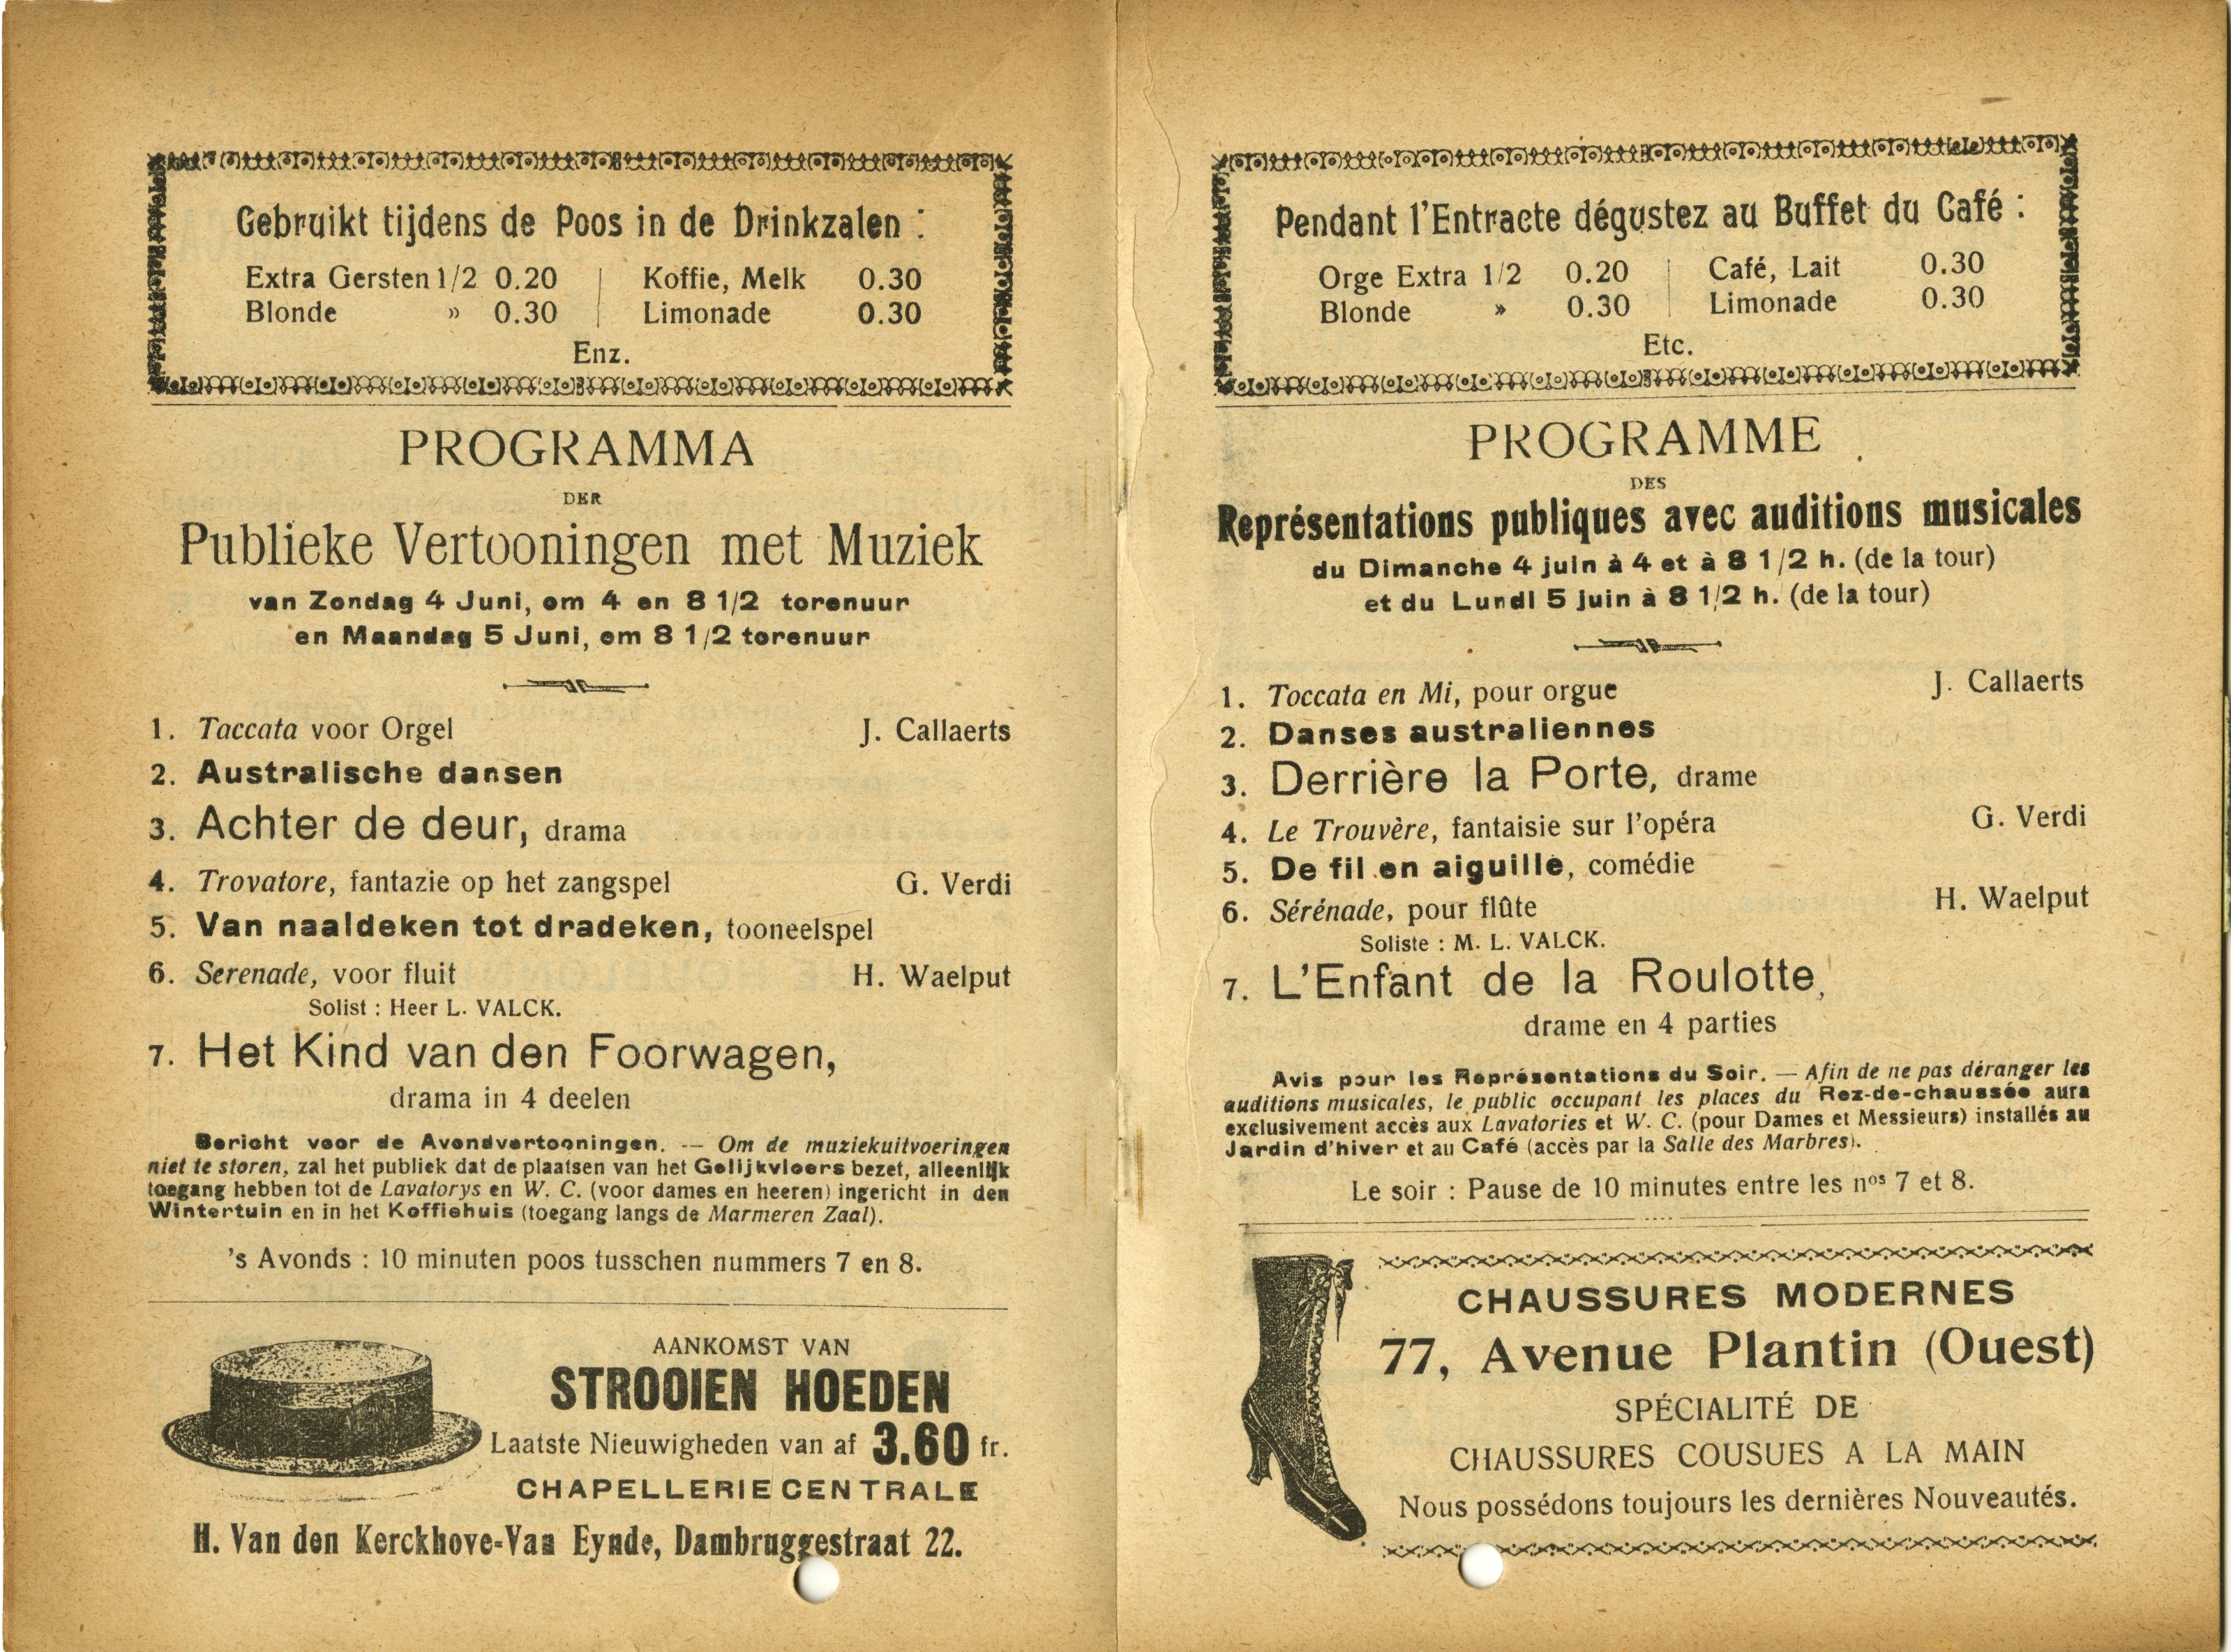 Gebruikt tijdens de Poos in de Drinkzalen :
Extra Gersten 1/2 0.20 Koffie, Melk 0.30
Blonde » 0.30 Limonade 0.30
Enz.
PROGRAMMA
DER
Publieke Vertooningen met Muziek
van Zondag 4 Juni, om 4 en 8 1/2 torenuur
en Maandag 5 Juni, om 8 1/2 torenuur
1. Taccata voor Orgel J. Callaerts
2. Australische dansen
3. Achter de deur, drama
4. Trovatore, fantazie op het zangspel G. Verdi
5. Van naaldeken tot dradeken, tooneelspel
6. Serenade, voor fluit H. Waelput
Solist : Heer L. VALCK.
7. Het Kind van den Foorwagen,
drama in 4 deelen
Bericht voor de Avondvertooningen. — Om de muziekuitvoeringen
niet te storen, zal het publiek dat de plaatsen van het Gelijkvloers bezet, alleenlijk
toegang hebben tot de Lavatorys en W. C. (voor dames en heeren) ingericht in den
Wintertuin en in het Koffiehuis (toegang langs de Marmeren Zaal).
's Avonds : 10 minuten poos tusschen nummers 7 en 8.
AANKOMST VAN
STROOIEN HOEDEN
Laatste Nieuwigheden van af 3.60 fr.
CHAPELLERIE CENTRALE
H. Van den Kerckhove-Van Eynde, Dambruggestraat 22.
Pendant l'Entracte dégustez au Buffet du Café :
Orge Extra 1/2 0.20 Café, Lait 0.30
Blonde » 0.30 Limonade 0.30
Etc.
PROGRAMME
DES
Représentations publiques avec auditions musicales
du Dimanche 4 juin à 4 et à 8 1/2 h. (de la tour)
et du Lundi 5 juin à 8 1/2 h. (de la tour)
1. Toccata en Mi, pour orgue J. Callaerts
2. Danses australiennes
3. Derrière la Porte, drame
4. Le Trouvère, fantaisie sur l'opéra G. Verdi
5. De fil en aiguille, comédie
6. Sérénade, pour flûte H. Waelput
Soliste : M. L. VALCK.
7. L'Enfant de la Roulotte,
drame en 4 parties
Avis pour les Représentations du Soir. — Afin de ne pas déranger les
auditions musicales, le public occupant les places du Rez-de-chaussée aura
exclusivement accès aux Lavatories et W. C. (pour Dames et Messieurs) installés au
Jardin d'hiver et au Café (accès par la Salle des Marbres).
Le soir : Pause de 10 minutes entre les nos 7 et 8.
CHAUSSURES MODERNES
77, Avenue Plantin (Ouest)
SPÉCIALITÉ DE
CHAUSSURES COUSUES A LA MAIN
Nous possédons toujours les dernières Nouveautés.